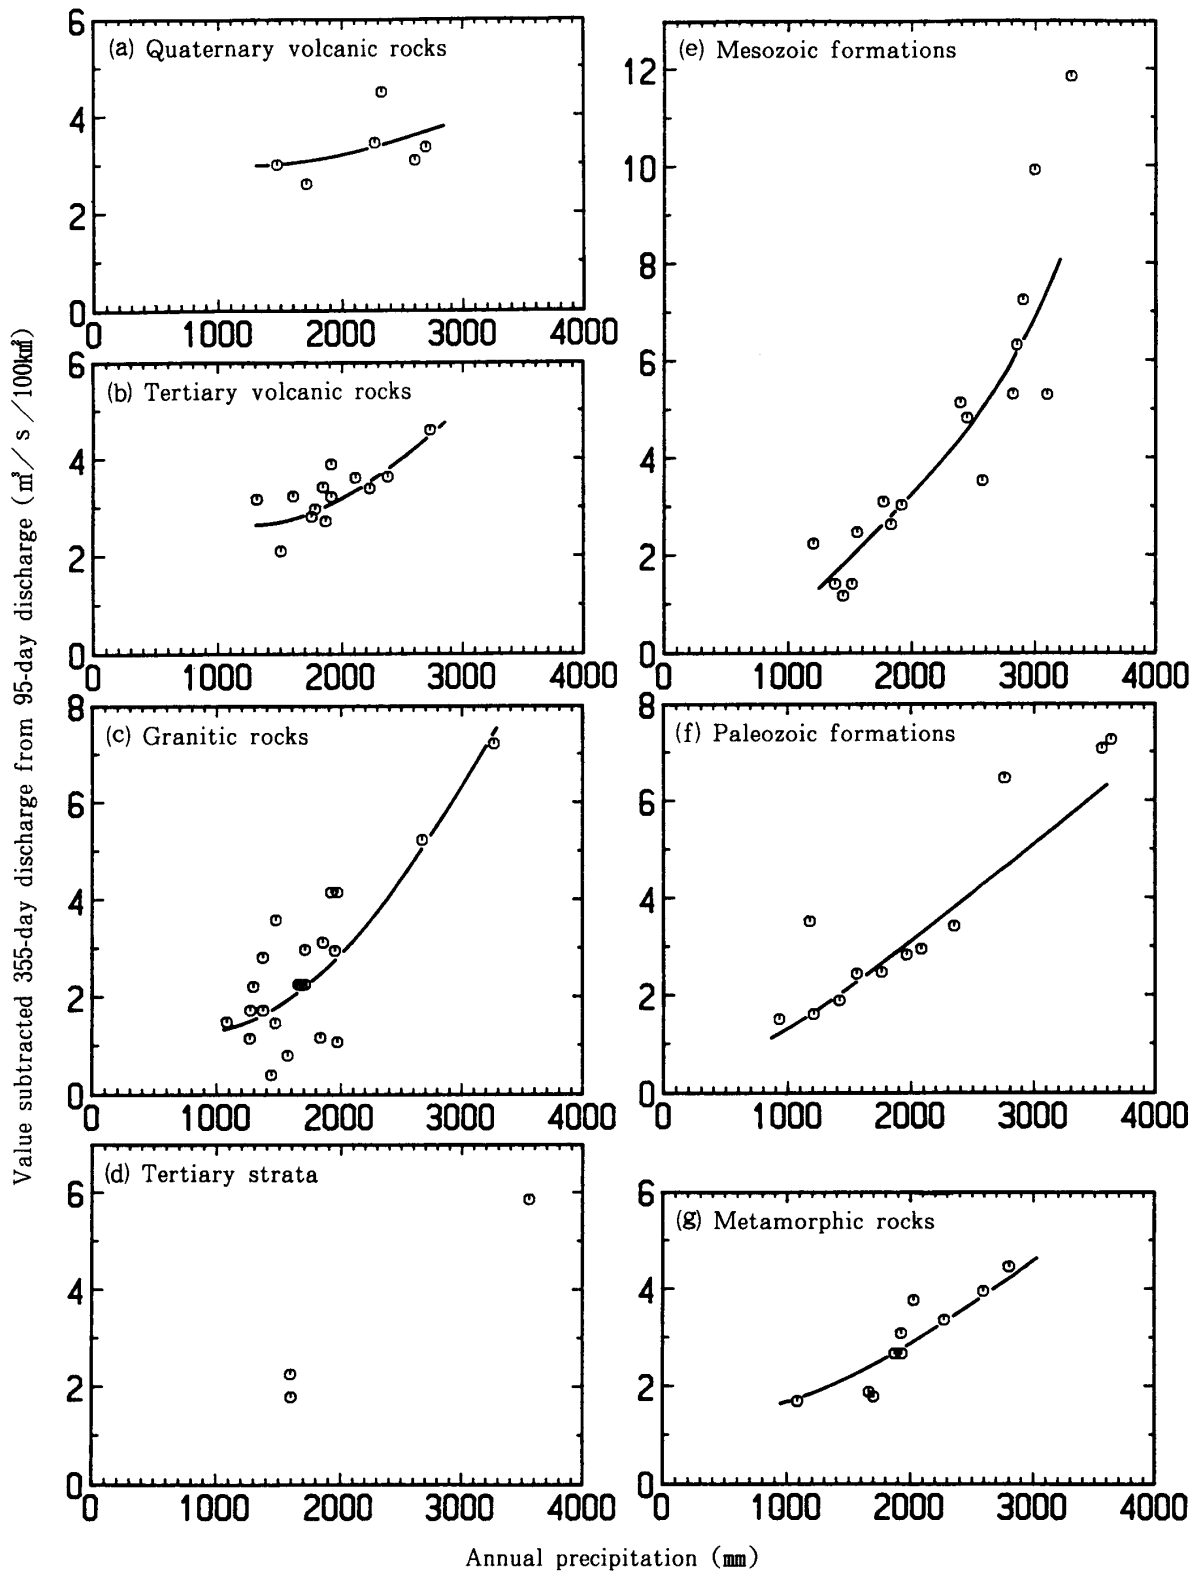 Value subtracted 355-day discharge from 95-day discharge (m³/s/100km²)
(a) Quaternary volcanic rocks
6
4
2
0
0 1000 2000 3000 4000
(b) Tertiary volcanic rocks
6
4
2
0
0 1000 2000 3000 4000
(c) Granitic rocks
8
6
4
2
0
0 1000 2000 3000 4000
(d) Tertiary strata
6
4
2
0
0 1000 2000 3000 4000
(e) Mesozoic formations
12
10
8
6
4
2
0
0 1000 2000 3000 4000
(f) Paleozoic formations
8
6
4
2
0
0 1000 2000 3000 4000
(g) Metamorphic rocks
6
4
2
0
0 1000 2000 3000 4000
Annual precipitation (mm)